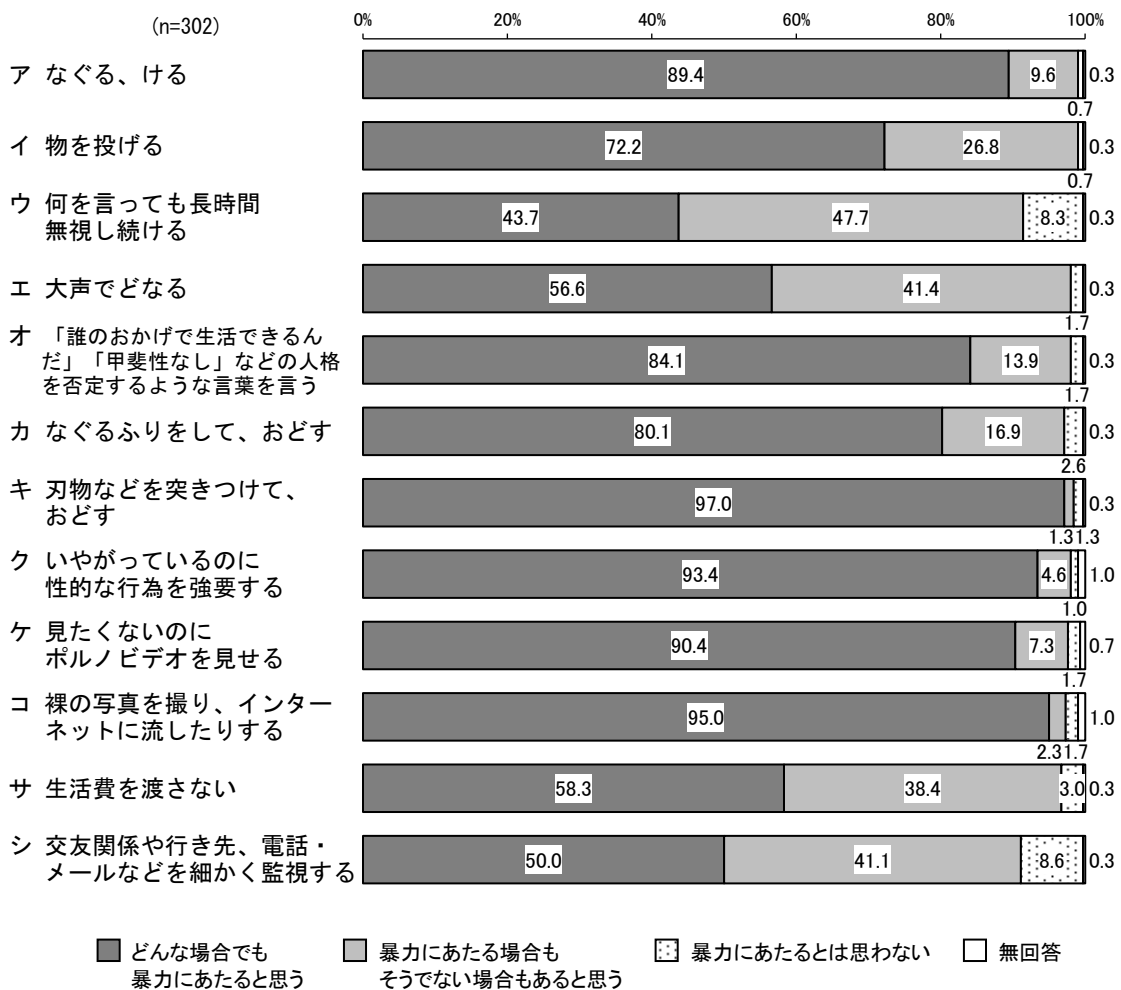 (n=302)
0% 20% 40% 60% 80% 100%
ア なぐる、ける
89.4 9.6 0.3
0.7
イ 物を投げる
72.2 26.8 0.3
0.7
ウ 何を言っても長時間
無視し続ける
43.7 47.7 8.3 0.3
エ 大声でどなる
56.6 41.4 0.3
1.7
オ 「誰のおかげで生活できるん
だ」「甲斐性なし」などの人格
を否定するような言葉を言う
84.1 13.9 0.3
1.7
カ なぐるふりをして、おどす
80.1 16.9 0.3
2.6
キ 刃物などを突きつけて、
おどす
97.0 0.3
1.3 1.3
ク いやがっているのに
性的な行為を強要する
93.4 4.6 1.0
1.0
ケ 見たくないのに
ポルノビデオを見せる
90.4 7.3 0.7
1.7
コ 裸の写真を撮り、インター
ネットに流したりする
95.0 1.0
2.3 1.7
サ 生活費を渡さない
58.3 38.4 3.0 0.3
シ 交友関係や行き先、電話・
メールなどを細かく監視する
50.0 41.1 8.6 0.3
どんな場合でも
暴力にあたると思う
暴力にあたる場合も
そうでない場合もあると思う
暴力にあたるとは思わない
無回答